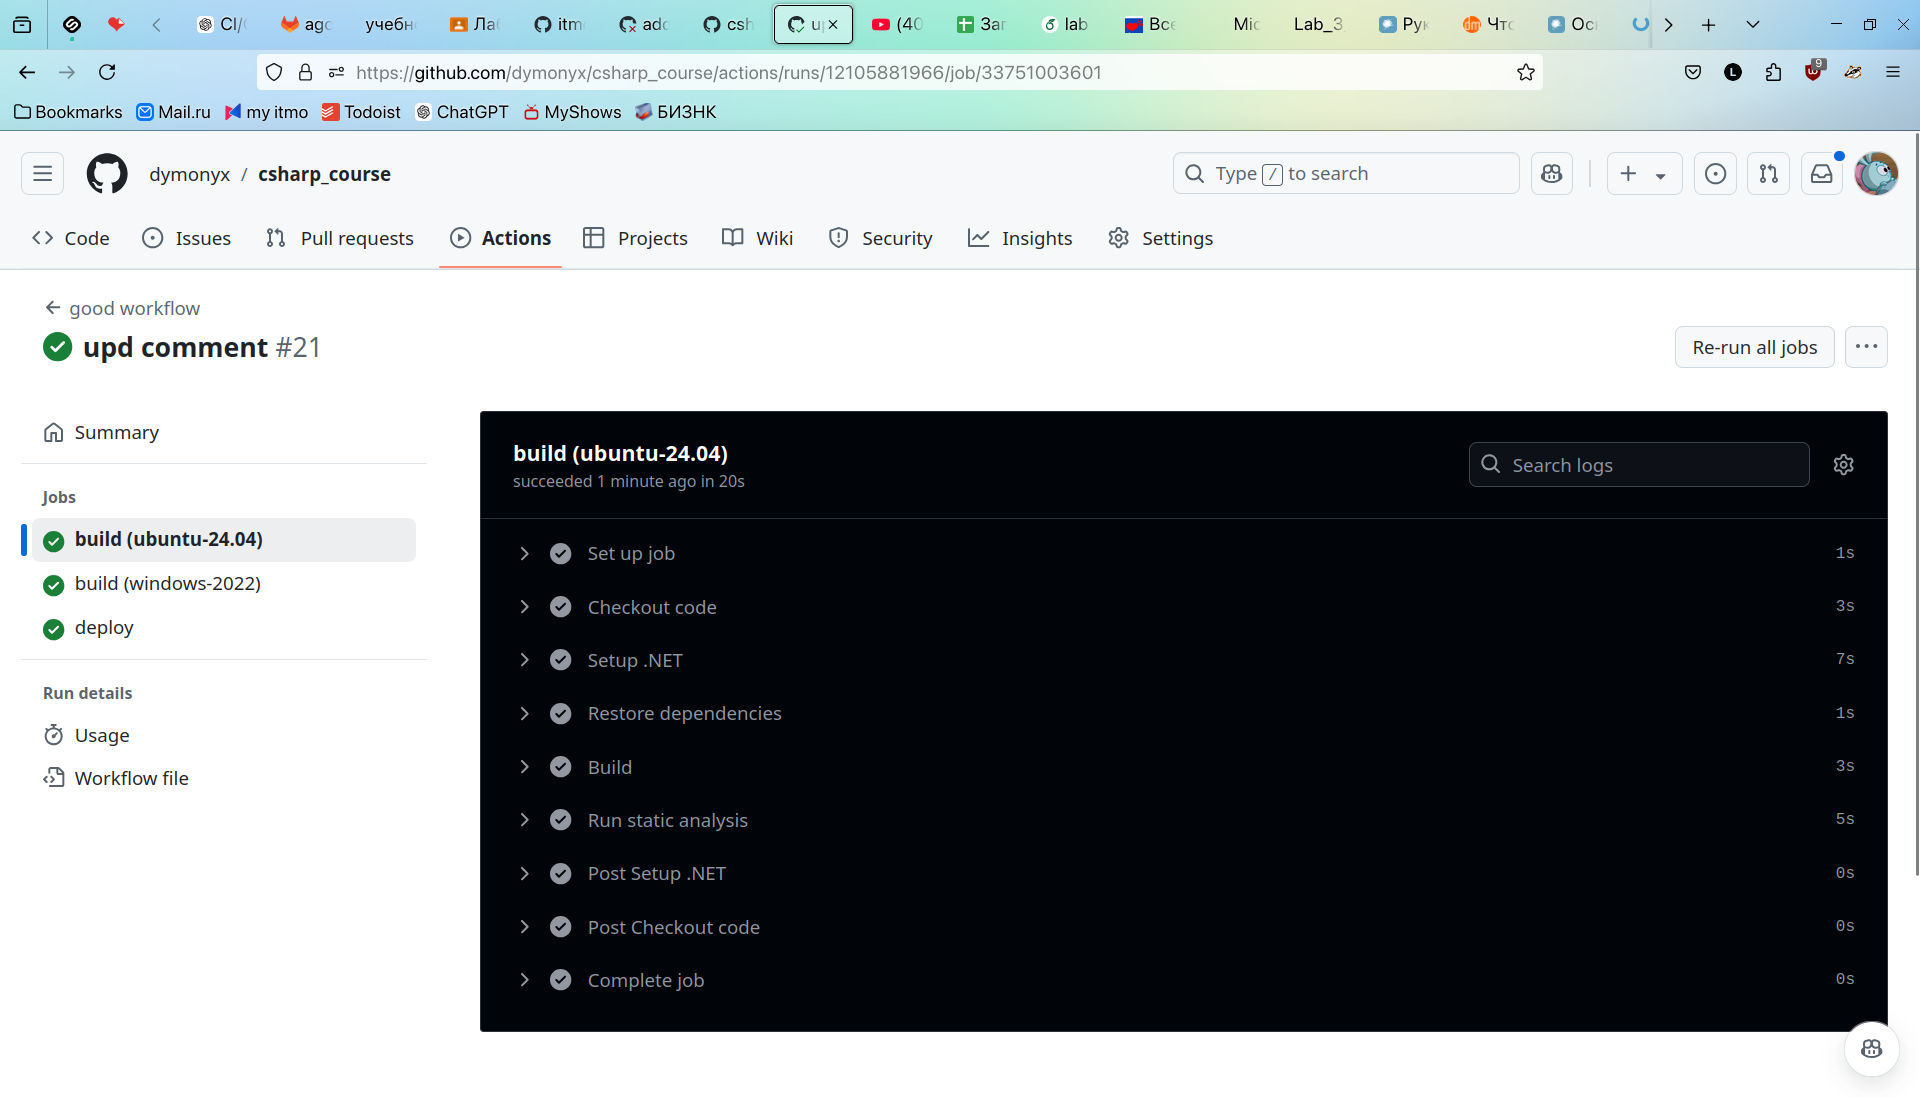 CI/
ago
учебн
Ла
itm
adc
csh
u
(40
Заг
lab
Все
Mic
Lab_3
Рук
Что
Ос
https://github.com/dymonyx/csharp_course/actions/runs/12105881966/job/33751003601
9
Bookmarks Mail.ru my itmo Todoist ChatGPT MyShows БИЗНК
dymonyx / csharp_course
Type / to search
Code Issues Pull requests Actions Projects Wiki Security Insights Settings
good workflow
upd comment #21
Re-run all jobs
Summary
Jobs
build (ubuntu-24.04)
build (windows-2022)
deploy
Run details
Usage
Workflow file
build (ubuntu-24.04)
succeeded 1 minute ago in 20s
Search logs
Set up job 1s
Checkout code 3s
Setup .NET 7s
Restore dependencies 1s
Build 3s
Run static analysis 5s
Post Setup .NET 0s
Post Checkout code 0s
Complete job 0s